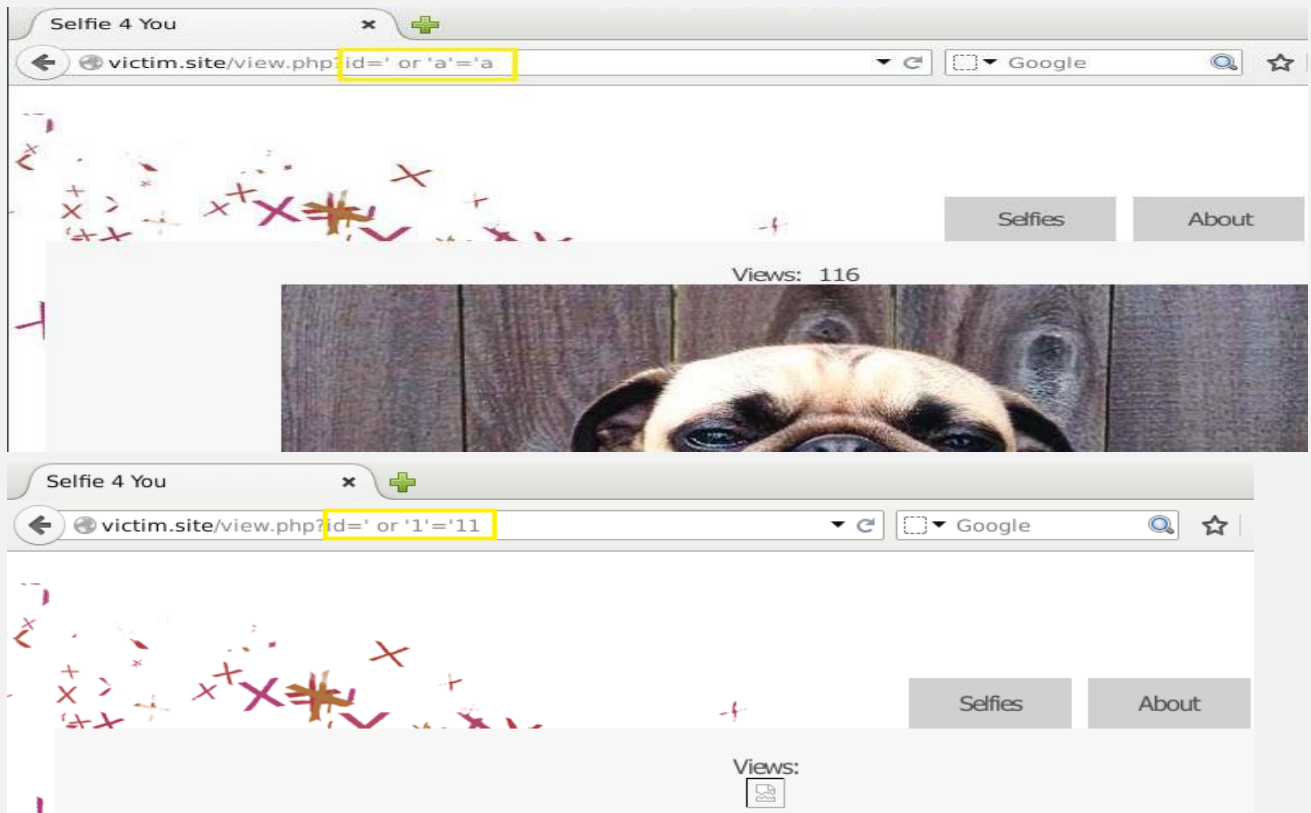 Selfie 4 You
victim.site/view.php?id=' or 'a'='a
Google
Selfies
About
Views: 116
Selfie 4 You
victim.site/view.php?id=' or '1'='11
Google
Selfies
About
Views: